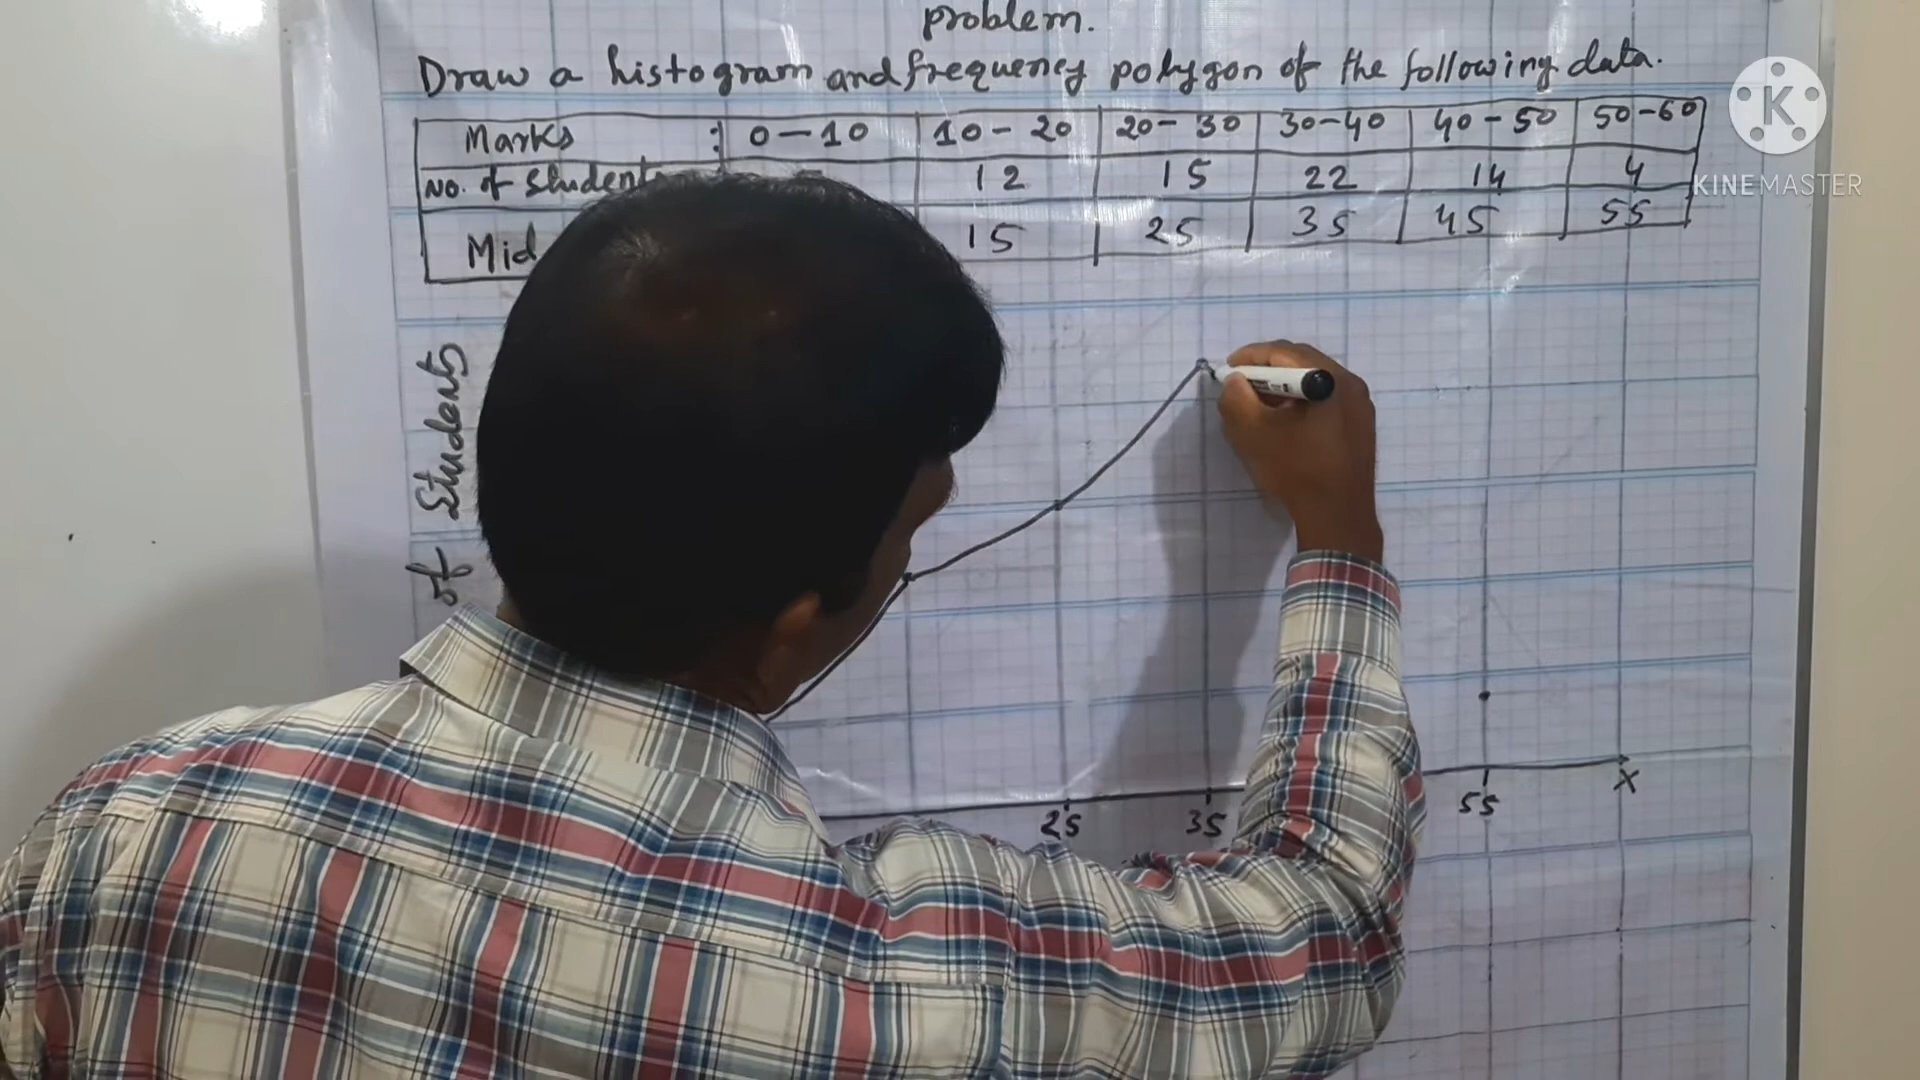 problem.
Draw a histogram and frequency polygon of the following data.
Marks : 0-10 10-20 20-30 30-40 40-50 50-60
No. of Students 12 15 22 14 4
Mid 15 25 35 45 55
K
KINEMASTER
of Students
25 35 55 X